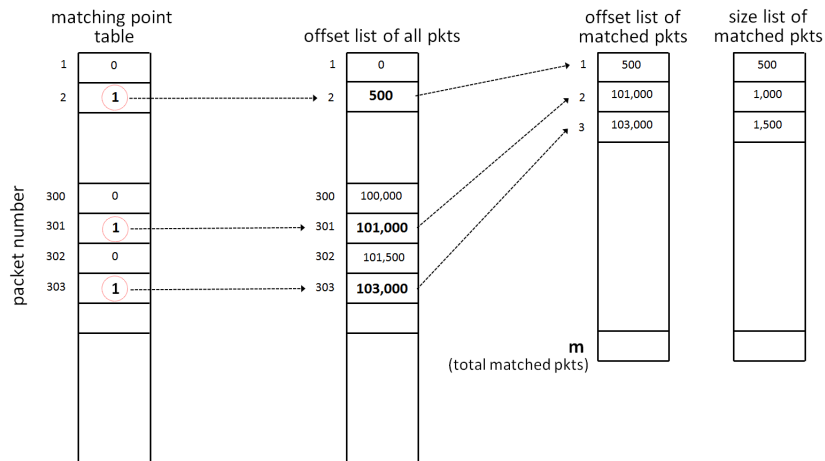 matching point
table
offset list of all pkts
offset list of
matched pkts
size list of
matched pkts
packet number
1 0
2 1
300 0
301 1
302 0
303 1
1 0
2 500
300 100,000
301 101,000
302 101,500
303 103,000
1 500
2 101,000
3 103,000
m
(total matched pkts)
500
1,000
1,500